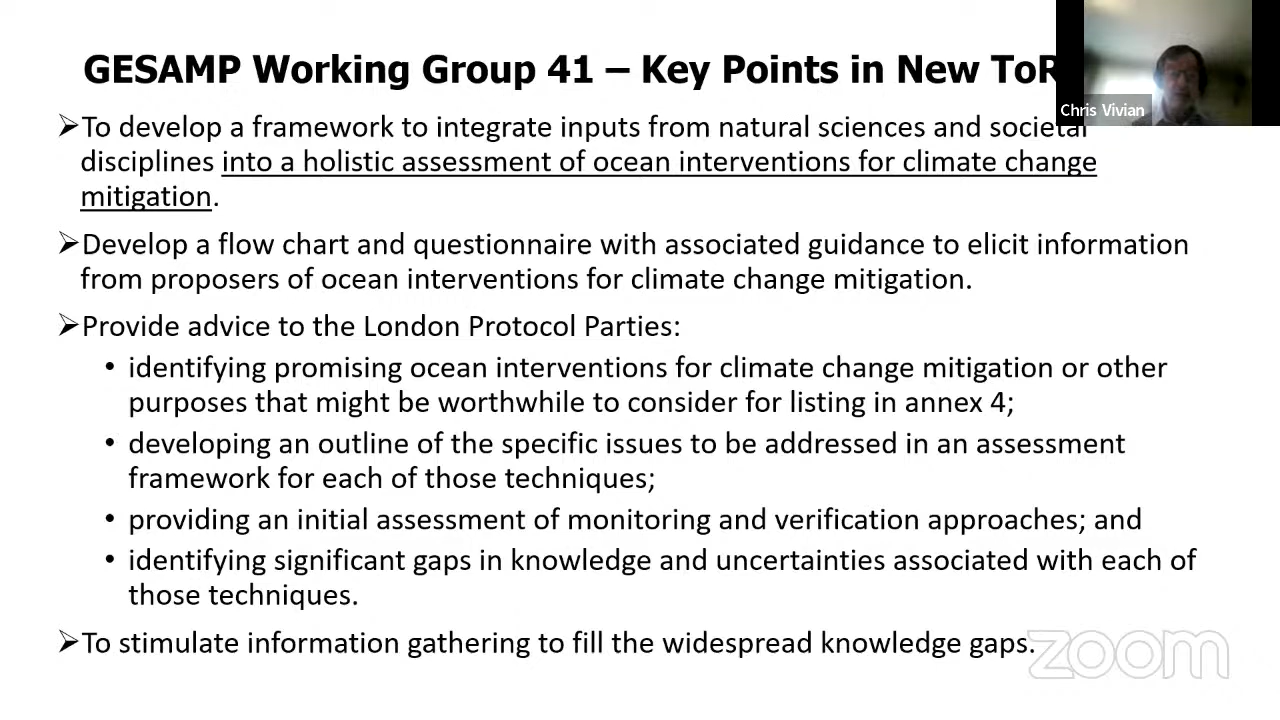 GESAMP Working Group 41 – Key Points in New ToR
Chris Vivian
➢To develop a framework to integrate inputs from natural sciences and societal
disciplines into a holistic assessment of ocean interventions for climate change
mitigation.
➢Develop a flow chart and questionnaire with associated guidance to elicit information
from proposers of ocean interventions for climate change mitigation.
➢Provide advice to the London Protocol Parties:
• identifying promising ocean interventions for climate change mitigation or other
purposes that might be worthwhile to consider for listing in annex 4;
• developing an outline of the specific issues to be addressed in an assessment
framework for each of those techniques;
• providing an initial assessment of monitoring and verification approaches; and
• identifying significant gaps in knowledge and uncertainties associated with each of
those techniques.
➢To stimulate information gathering to fill the widespread knowledge gaps.
zoom